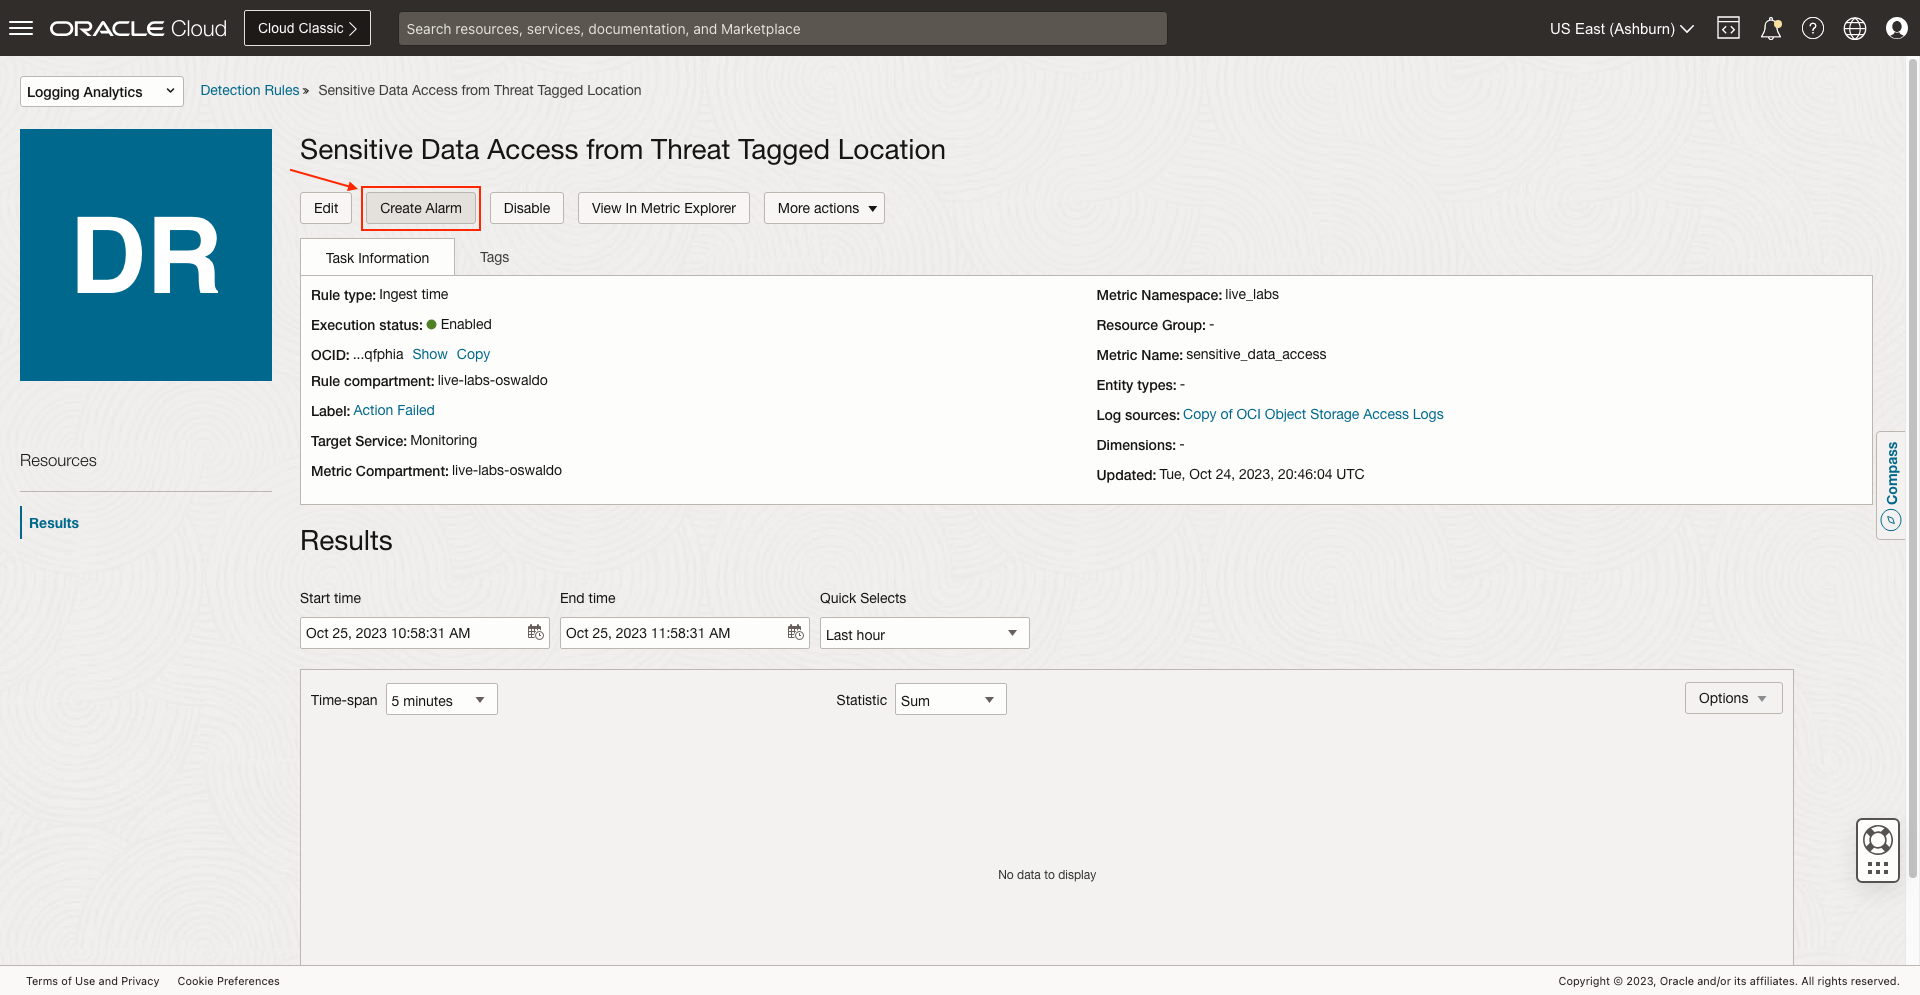 ORACLE Cloud
Cloud Classic
Search resources, services, documentation, and Marketplace
US East (Ashburn)
Logging Analytics
Detection Rules » Sensitive Data Access from Threat Tagged Location
DR
Sensitive Data Access from Threat Tagged Location
Edit
Create Alarm
Disable
View In Metric Explorer
More actions
Task Information
Tags
Rule type: Ingest time
Execution status: Enabled
OCID: ...qfphia Show Copy
Rule compartment: live-labs-oswaldo
Label: Action Failed
Target Service: Monitoring
Metric Compartment: live-labs-oswaldo
Metric Namespace: live_labs
Resource Group: -
Metric Name: sensitive_data_access
Entity types: -
Log sources: Copy of OCI Object Storage Access Logs
Dimensions: -
Updated: Tue, Oct 24, 2023, 20:46:04 UTC
Compass
Resources
Results
Results
Start time
End time
Quick Selects
Oct 25, 2023 10:58:31 AM
Oct 25, 2023 11:58:31 AM
Last hour
Time-span
5 minutes
Statistic
Sum
Options
No data to display
Terms of Use and Privacy
Cookie Preferences
Copyright © 2023, Oracle and/or its affiliates. All rights reserved.